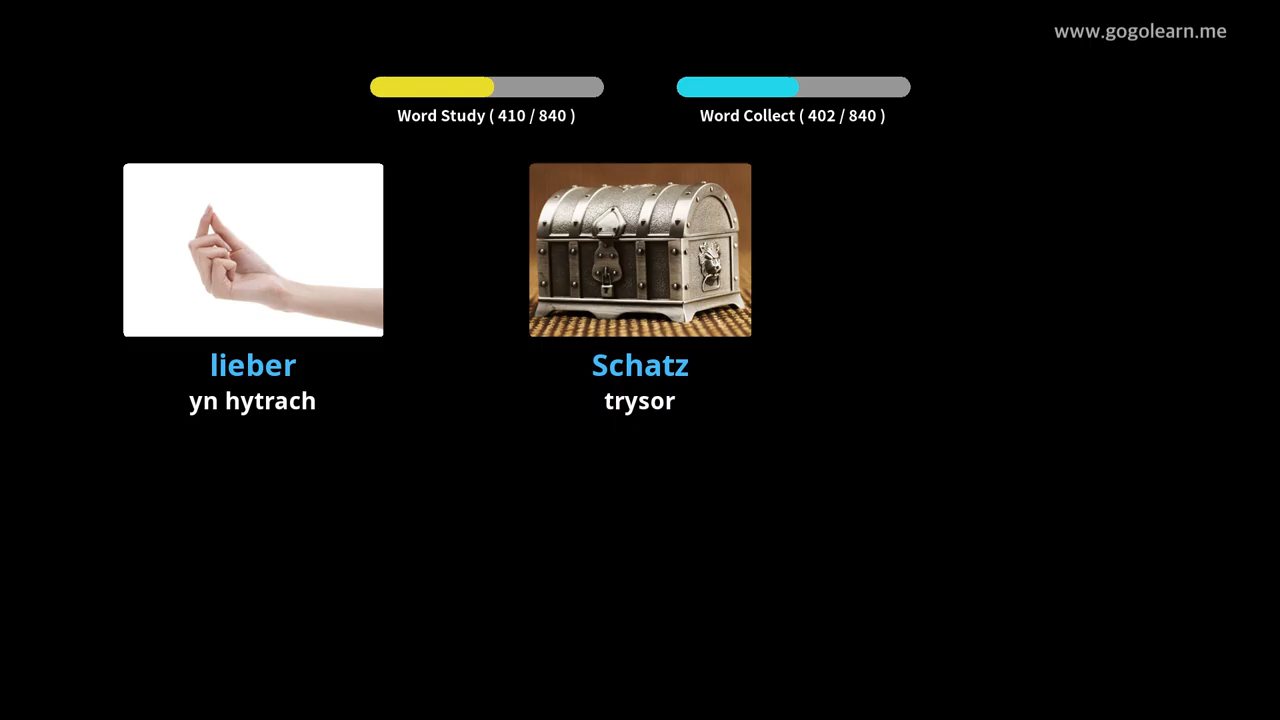 www.gogolearn.me
Word Study ( 410 / 840 )
Word Collect ( 402 / 840 )
lieber
yn hytrach
Schatz
trysor